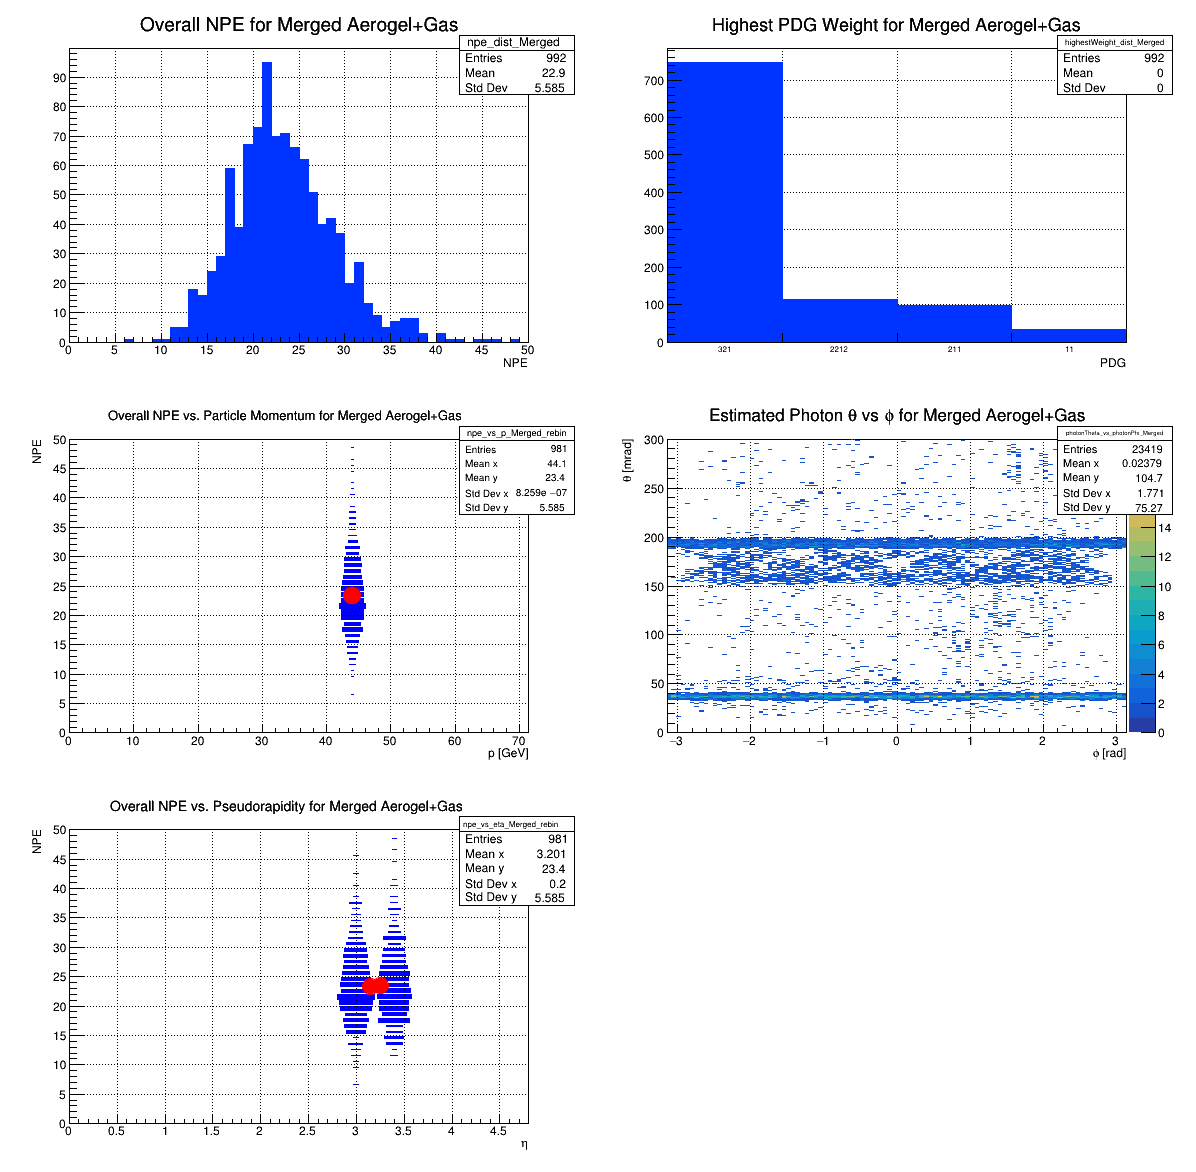 Overall NPE for Merged Aerogel+Gas
npe_dist_Merged
Entries 992
Mean 22.9
Std Dev 5.585
90
80
70
60
50
40
30
20
10
0
0 5 10 15 20 25 30 35 40 45 50
NPE
Highest PDG Weight for Merged Aerogel+Gas
highestWeight_dist_Merged
Entries 992
Mean 0
Std Dev 0
700
600
500
400
300
200
100
0
321 2212 211 11
PDG
Overall NPE vs. Particle Momentum for Merged Aerogel+Gas
npe_vs_p_Merged_rebin
Entries 981
Mean x 44.1
Mean y 23.4
Std Dev x 8.259e −07
Std Dev y 5.585
NPE
50
45
40
35
30
25
20
15
10
5
0
0 10 20 30 40 50 60 70
p [GeV]
Estimated Photon θ vs ϕ for Merged Aerogel+Gas
photonTheta_vs_photonPhi_Merged
Entries 23419
Mean x 0.02379
Mean y 104.7
Std Dev x 1.771
Std Dev y 75.27
θ [mrad]
300
250
200
150
100
50
0
−3 −2 −1 0 1 2 3
ϕ [rad]
14
12
10
8
6
4
2
0
Overall NPE vs. Pseudorapidity for Merged Aerogel+Gas
npe_vs_eta_Merged_rebin
Entries 981
Mean x 3.201
Mean y 23.4
Std Dev x 0.2
Std Dev y 5.585
NPE
50
45
40
35
30
25
20
15
10
5
0
0 0.5 1 1.5 2 2.5 3 3.5 4 4.5
η